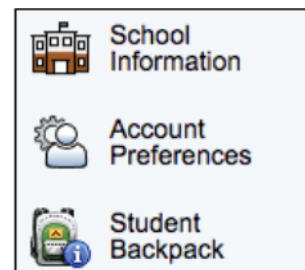 School
Information
Account
Preferences
Student
Backpack